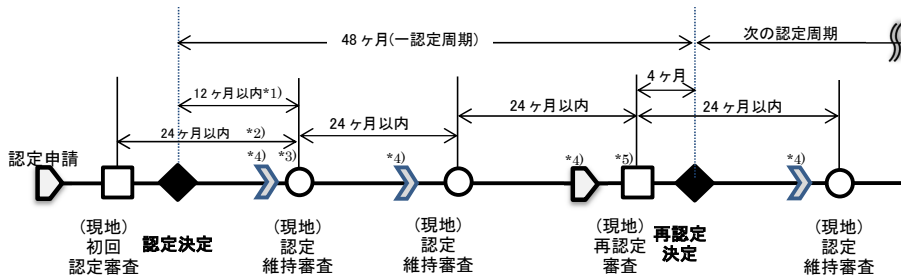 48ヶ月(一認定周期)
次の認定周期
4ヶ月
12ヶ月以内*1)
24ヶ月以内
24ヶ月以内
24ヶ月以内 *2)
24ヶ月以内
認定申請
*4)
*3)
*4)
*4)
*5)
*4)
(現地)
初回
認定審査
認定決定
(現地)
認定
維持審査
(現地)
認定
維持審査
(現地)
再認定
審査
再認定
決定
(現地)
認定
維持審査